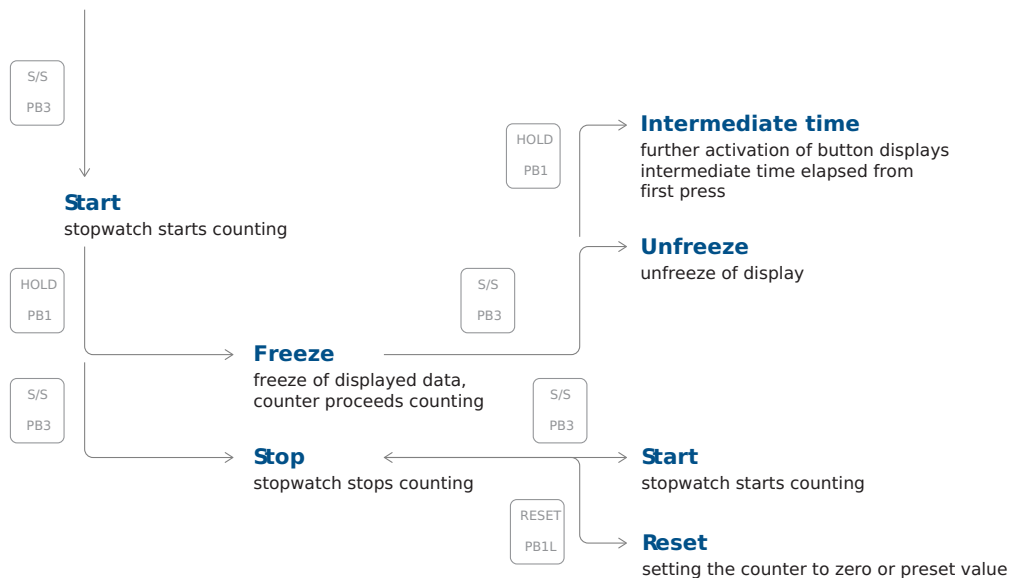 S/S
PB3
Start
stopwatch starts counting
HOLD
PB1
Intermediate time
further activation of button displays
intermediate time elapsed from
first press
Unfreeze
unfreeze of display
HOLD
PB1
S/S
PB3
Freeze
freeze of displayed data,
counter proceeds counting
S/S
PB3
S/S
PB3
Stop
stopwatch stops counting
Start
stopwatch starts counting
RESET
PB1L
Reset
setting the counter to zero or preset value